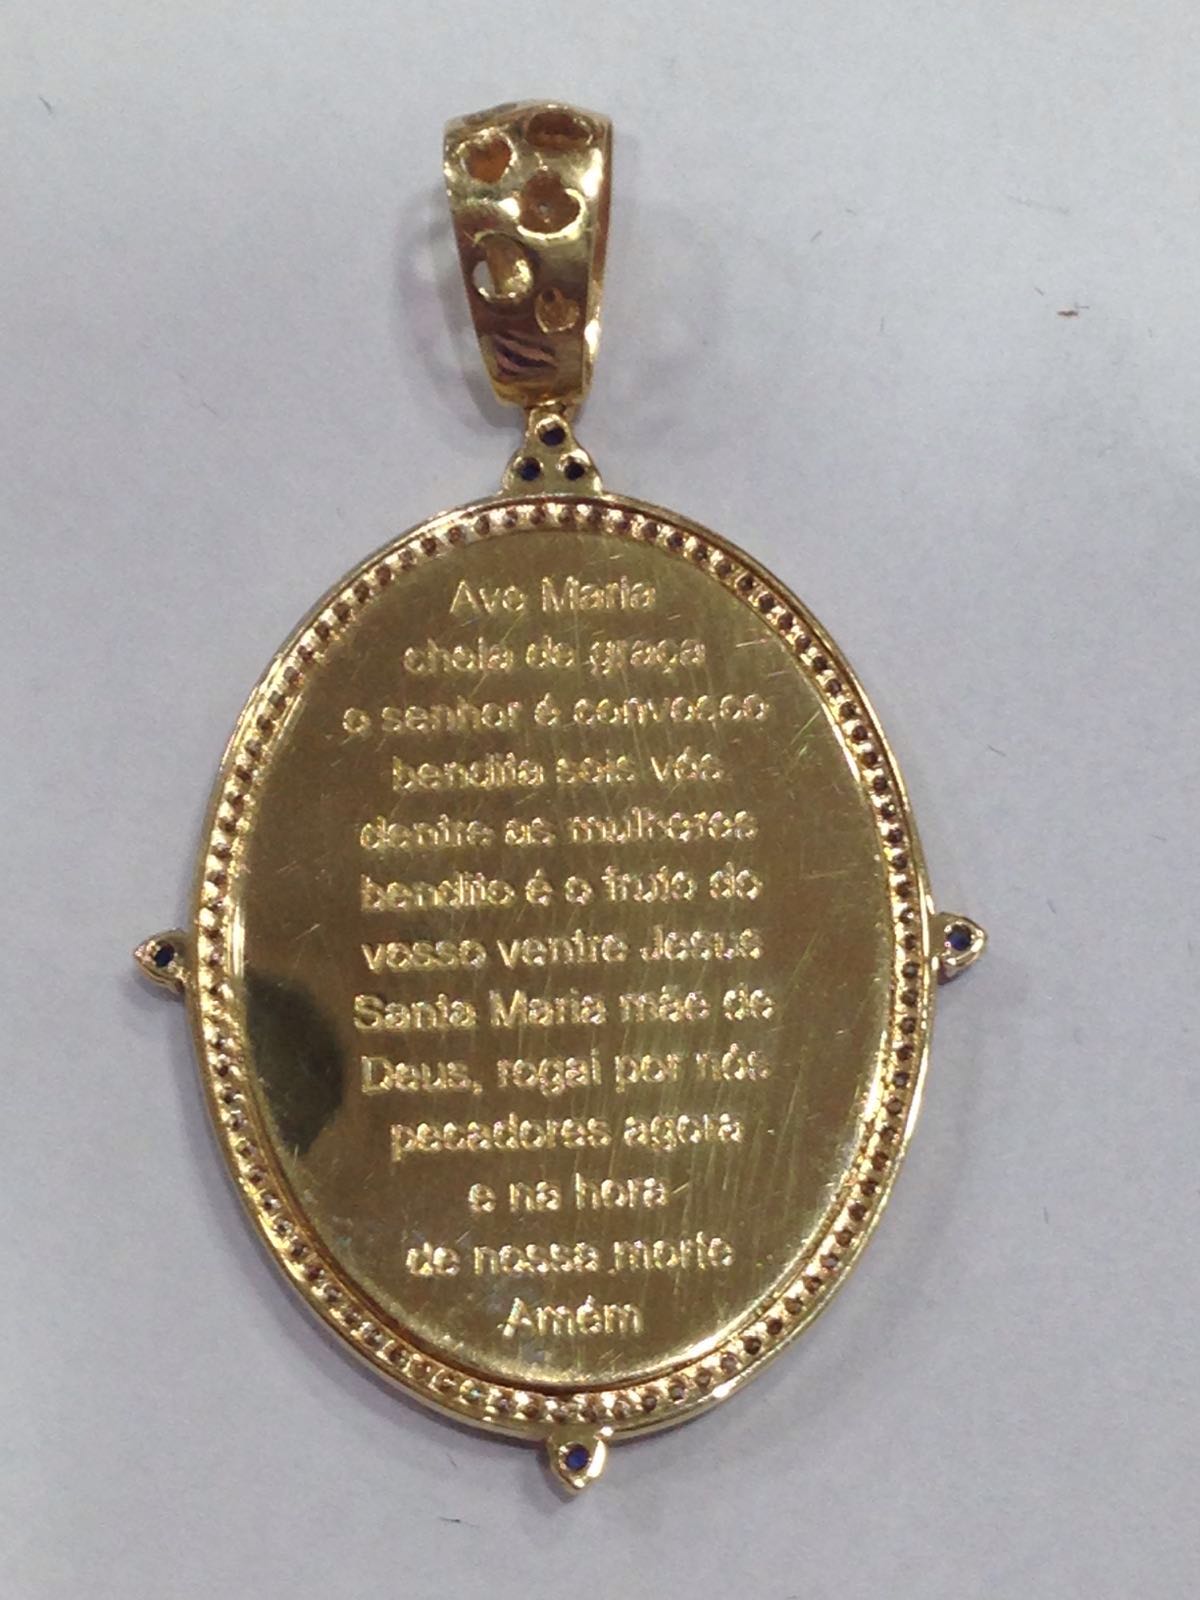 Ave Maria
cheia de graça
o senhor é convosco
bendita sois vós
dentre as mulheres
bendito é o fruto do
vosso ventre Jesus
Santa Maria mãe de
Deus, rogai por nós
pecadores agora
e na hora
de nossa morte
Amém